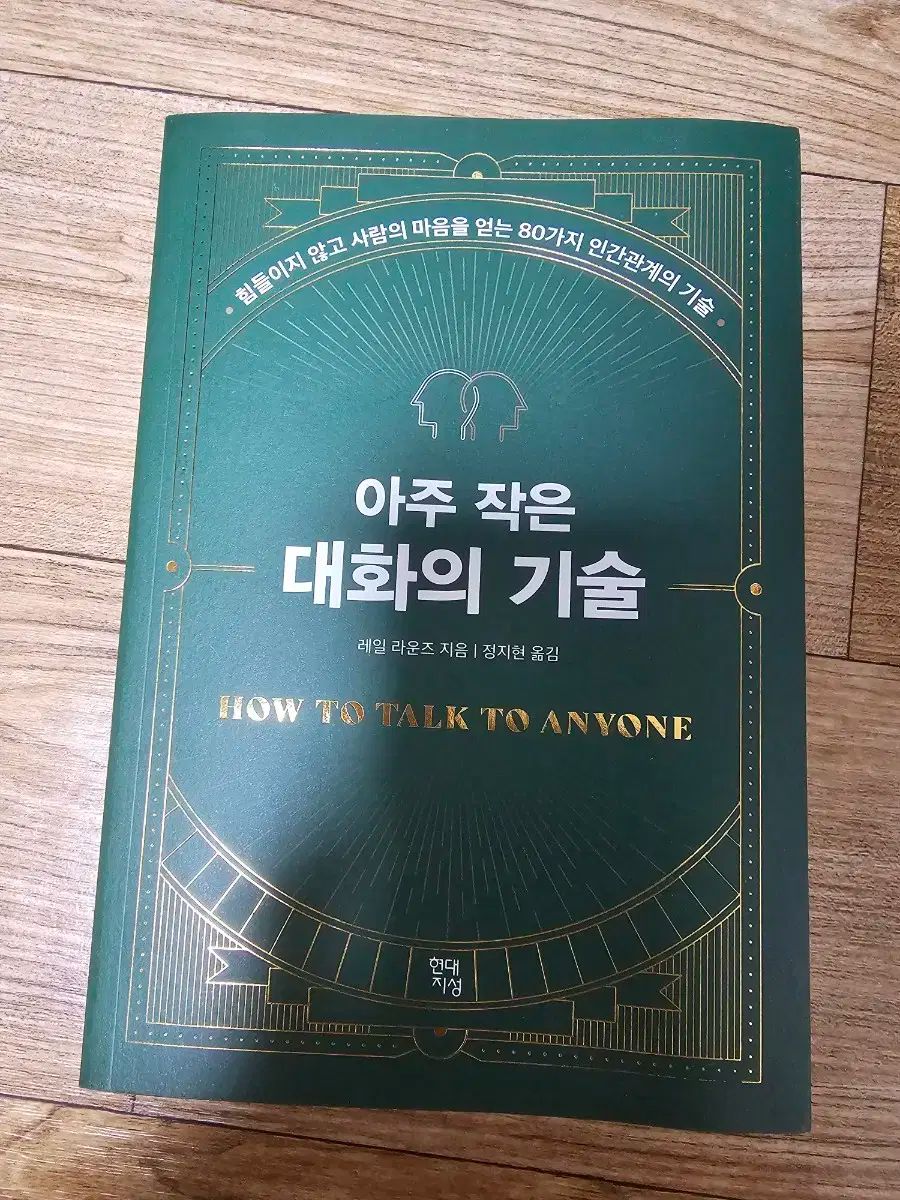 힘들이지 않고 사람의 마음을 얻는 80가지 인간관계의 기술
아주 작은
대화의 기술
레일 라운즈 지음 | 정지현 옮김
HOW TO TALK TO ANYONE
현대
지성